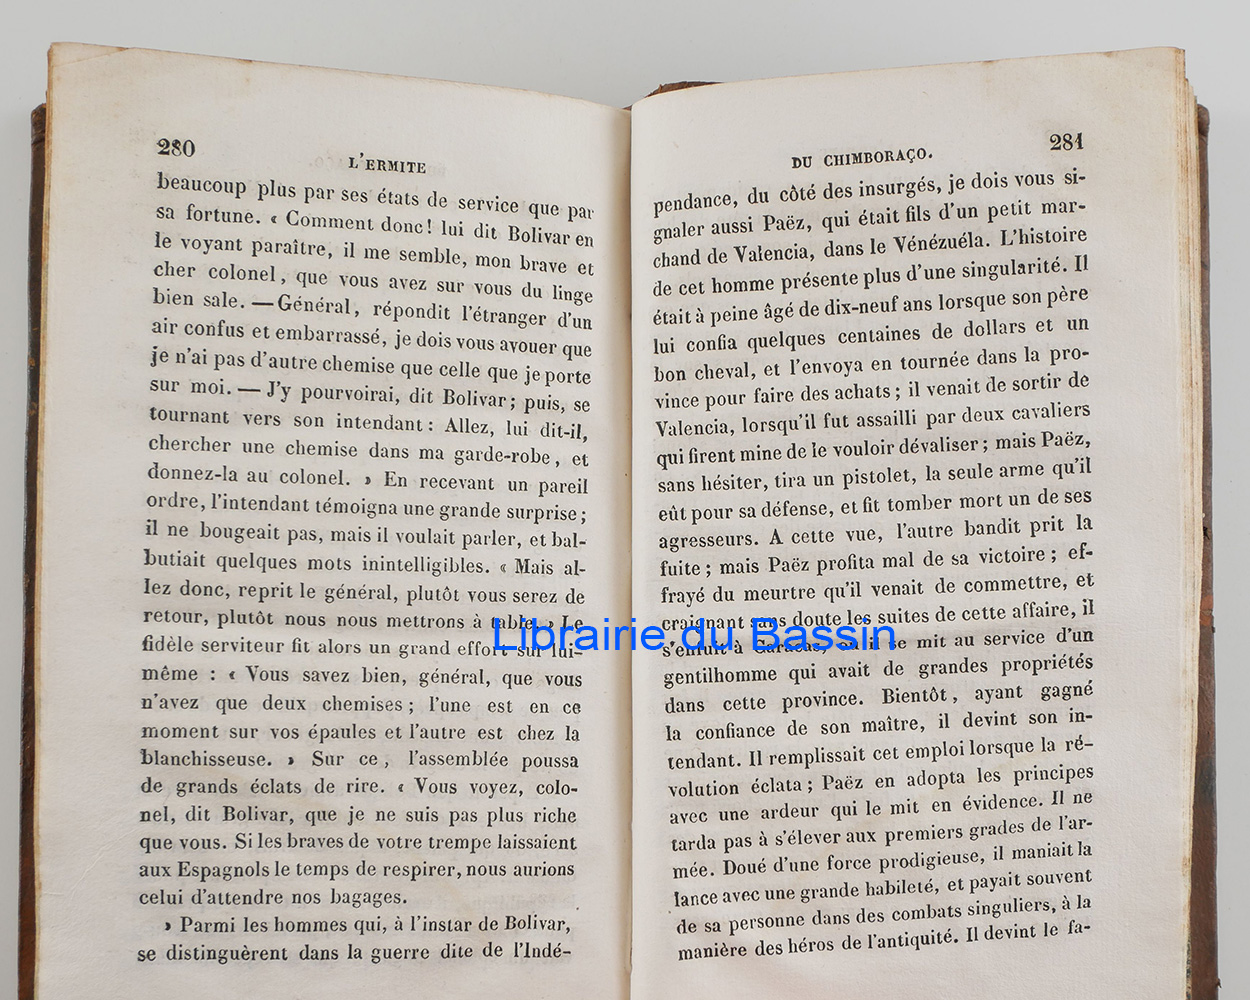 280
L'ERMITE
beaucoup plus par ses états de service que par
sa fortune. « Comment donc! lui dit Bolivar en
le voyant paraître, il me semble, mon brave et
cher colonel, que vous avez sur vous du linge
bien sale. — Général, répondit l'étranger d'un
air confus et embarrassé, je dois vous avouer que
je n'ai pas d'autre chemise que celle que je porte
sur moi. — J'y pourvoirai, dit Bolivar; puis, se
tournant vers son intendant: Allez, lui dit-il,
chercher une chemise dans ma garde-robe, et
donnez-la au colonel. » En recevant un pareil
ordre, l'intendant témoigna une grande surprise;
il ne bougeait pas, mais il voulait parler, et bal-
butiait quelques mots inintelligibles. « Mais al-
lez donc, reprit le général, plutôt vous serez de
retour, plutôt nous nous mettrons à table. » Le
fidèle serviteur fit alors un grand effort sur lui-
même : « Vous savez bien, général, que vous
n'avez que deux chemises; l'une est en ce
moment sur vos épaules et l'autre est chez la
blanchisseuse. » Sur ce, l'assemblée poussa
de grands éclats de rire. « Vous voyez, colo-
nel, dit Bolivar, que je ne suis pas plus riche
que vous. Si les braves de votre trempe laissaient
aux Espagnols le temps de respirer, nous aurions
celui d'attendre nos bagages.
» Parmi les hommes qui, à l'instar de Bolivar,
se distinguèrent dans la guerre dite de l'Indé-
DU CHIMBORAÇO.
281
pendance, du côté des insurgés, je dois vous si-
gnaler aussi Paëz, qui était fils d'un petit mar-
chand de Valencia, dans le Vénézuéla. L'histoire
de cet homme présente plus d'une singularité. Il
était à peine âgé de dix-neuf ans lorsque son père
lui confia quelques centaines de dollars et un
bon cheval, et l'envoya en tournée dans la pro-
vince pour faire des achats; il venait de sortir de
Valencia, lorsqu'il fut assailli par deux cavaliers
qui firent mine de le vouloir dévaliser; mais Paëz,
sans hésiter, tira un pistolet, la seule arme qu'il
eût pour sa défense, et fit tomber mort un de ses
agresseurs. A cette vue, l'autre bandit prit la
fuite; mais Paëz profita mal de sa victoire; ef-
frayé du meurtre qu'il venait de commettre, et
craignant sans doute les suites de cette affaire, il
s'enfuit à Caracas, où il se mit au service d'un
gentilhomme qui avait de grandes propriétés
dans cette province. Bientôt, ayant gagné
la confiance de son maître, il devint son in-
tendant. Il remplissait cet emploi lorsque la ré-
volution éclata; Paëz en adopta les principes
avec une ardeur qui le mit en évidence. Il ne
tarda pas à s'élever aux premiers grades de l'ar-
mée. Doué d'une force prodigieuse, il maniait la
lance avec une grande habileté, et payait souvent
de sa personne dans des combats singuliers, à la
manière des héros de l'antiquité. Il devint le fa-
Librairie du Bassin